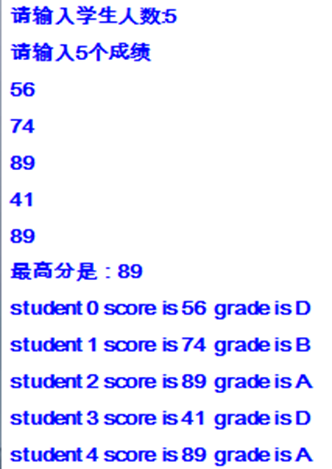 请输入学生人数:5
请输入5个成绩
56
74
89
41
89
最高分是：89
student 0 score is 56 grade is D
student 1 score is 74 grade is B
student 2 score is 89 grade is A
student 3 score is 41 grade is D
student 4 score is 89 grade is A